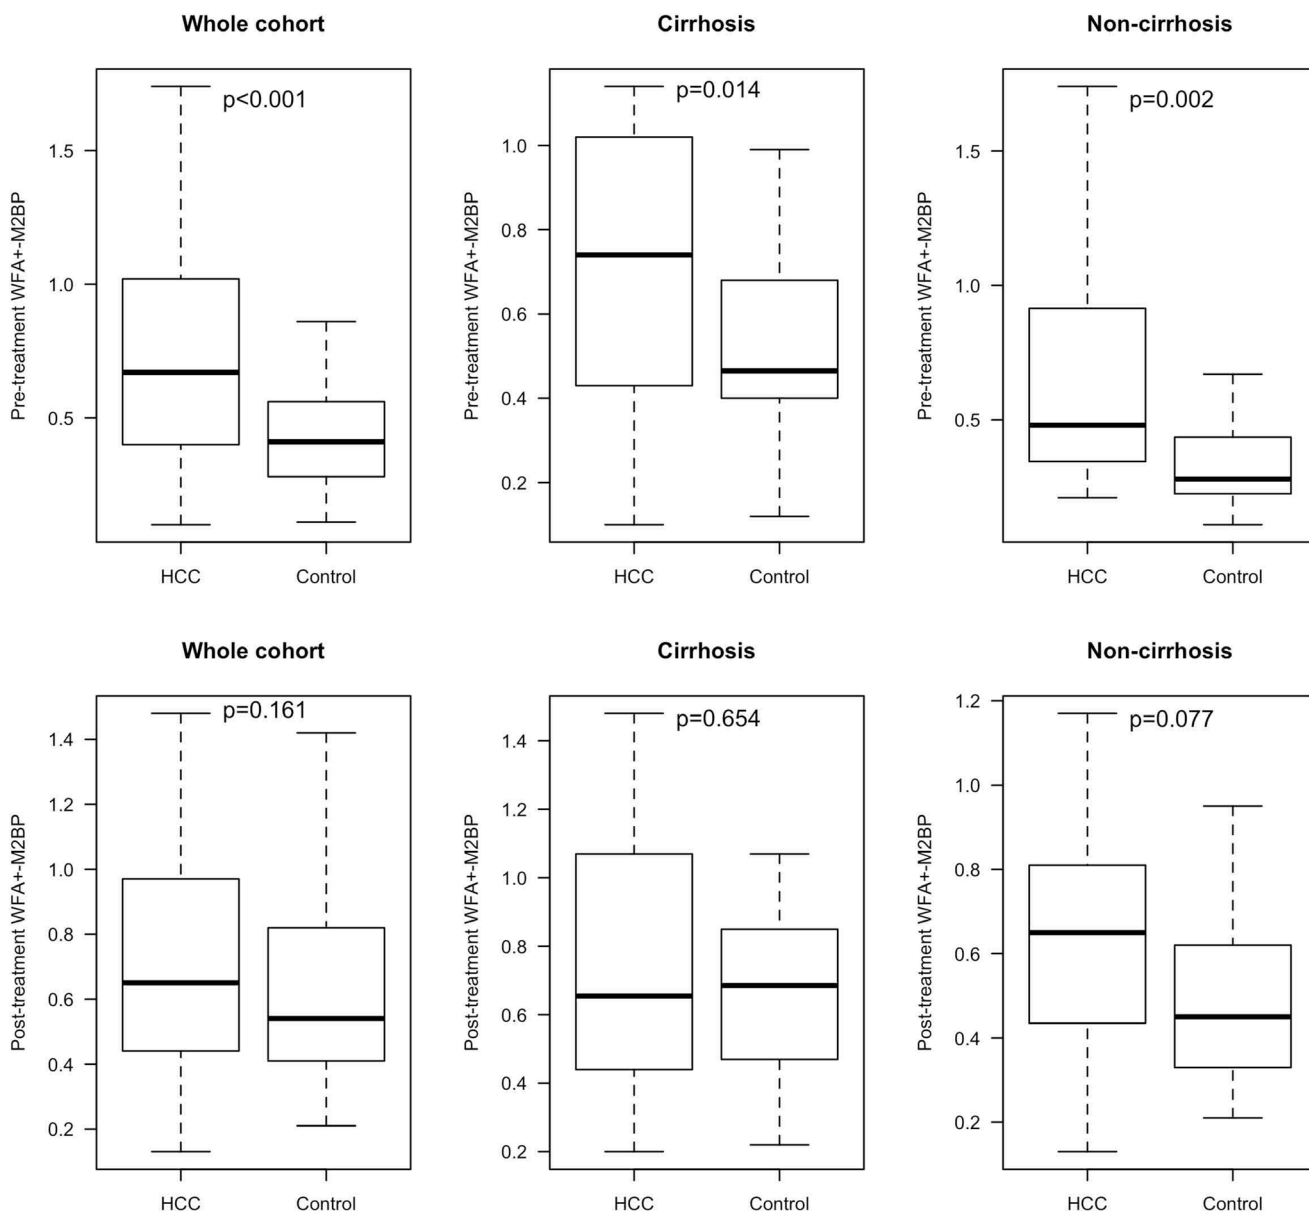 Whole cohort
Cirrhosis
Non-cirrhosis
Pre-treatment WFA+-M2BP
1.5
1.0
0.5
p<0.001
HCC
Control
Pre-treatment WFA+-M2BP
1.0
0.8
0.6
0.4
0.2
p=0.014
HCC
Control
Pre-treatment WFA+-M2BP
1.5
1.0
0.5
p=0.002
HCC
Control
Whole cohort
Cirrhosis
Non-cirrhosis
Post-treatment WFA+-M2BP
1.4
1.2
1.0
0.8
0.6
0.4
0.2
p=0.161
HCC
Control
Post-treatment WFA+-M2BP
1.4
1.2
1.0
0.8
0.6
0.4
0.2
p=0.654
HCC
Control
Post-treatment WFA+-M2BP
1.2
1.0
0.8
0.6
0.4
0.2
p=0.077
HCC
Control